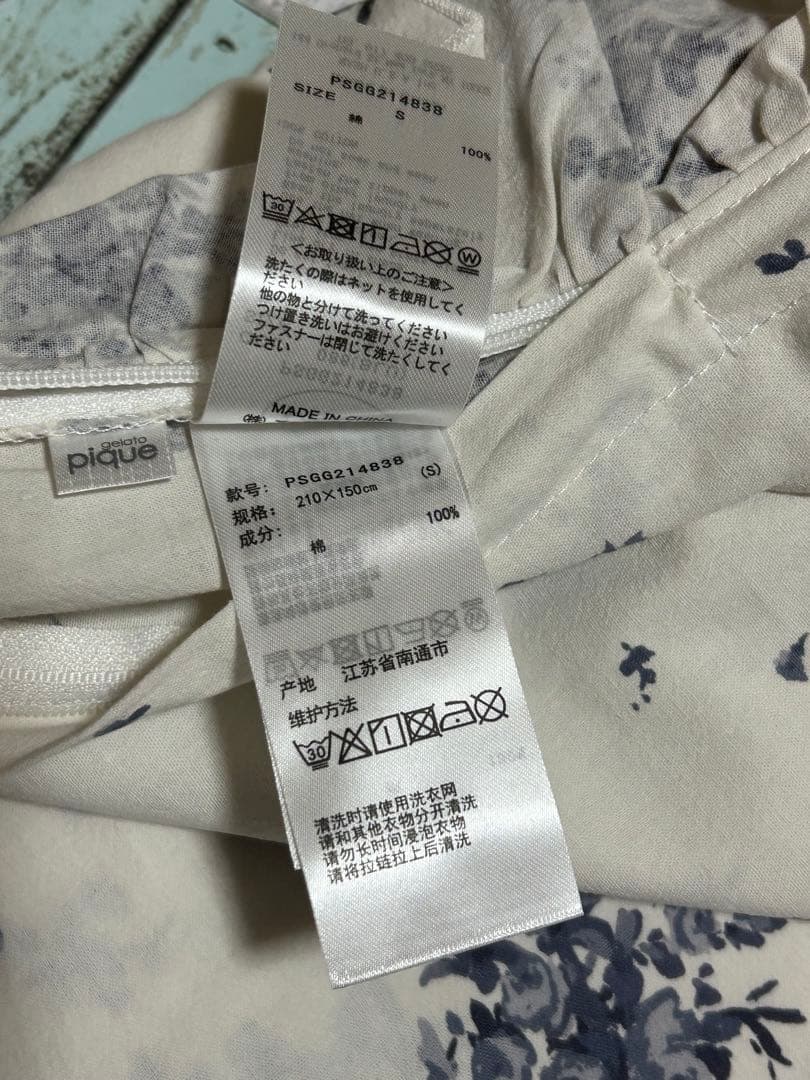 PSGG214838
SIZE S
綿 100%
30
<お取り扱い上のご注意>
洗たくの際はネットを使用してく
ださい
他の物と分けて洗ってください
つけ置き洗いはお避けください
ファスナーは閉じて洗たくしてく
ださい
MADE IN CHINA
(株)
gelato
pique
款号: PSGG214838
规格: 210×150cm (S)
成分:
棉 100%
产地 江苏省南通市
维护方法
30
清洗时请使用洗衣网
请和其他衣物分开清洗
请勿长时间浸泡衣物
请将拉链拉上后清洗